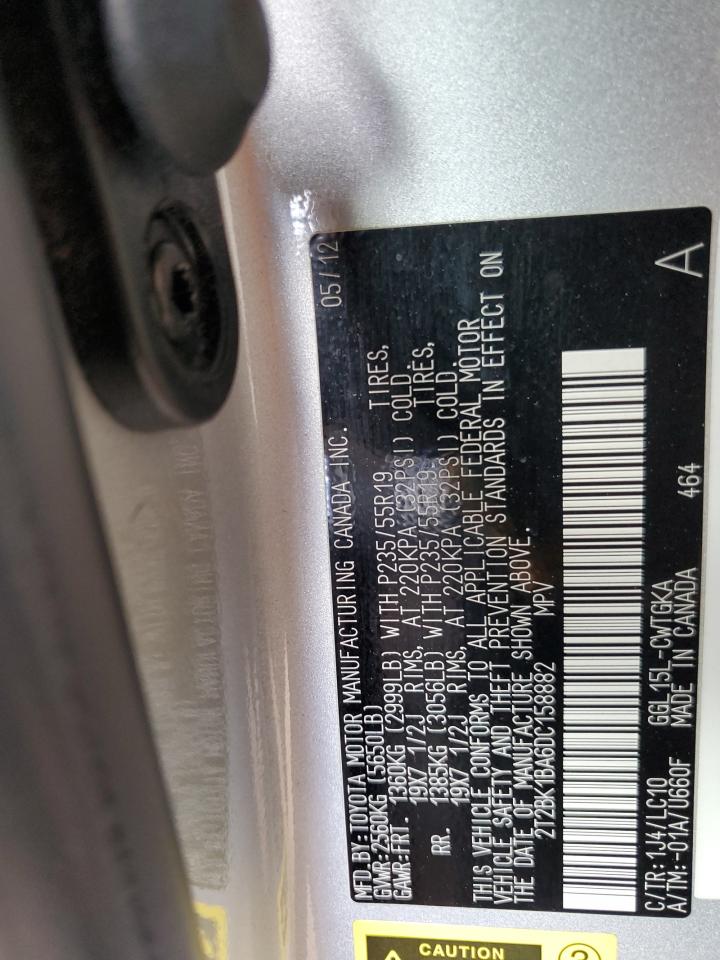 MFD.BY:TOYOTA MOTOR MANUFACTURING CANADA INC. 05/12
GVWR:2560KG (5650LB)
GAWR:FRT. 1360KG (2999LB) WITH P235/55R19 TIRES,
19X7 1/2J RIMS, AT 220KPA (32PSI) COLD
RR. 1385KG (3056LB) WITH P235/55R19 TIRES,
19X7 1/2J RIMS, AT 220KPA (32PSI) COLD.
THIS VEHICLE CONFORMS TO ALL APPLICABLE FEDERAL MOTOR
VEHICLE SAFETY AND THEFT PREVENTION STANDARDS IN EFFECT ON
THE DATE OF MANUFACTURE SHOWN ABOVE.
2T2BK1BA6DC158882 MPV
C/TR:1J4/LC10 GGL15L-CWTGKA
A/TM:-01A/U660F MADE IN CANADA 464 A
CAUTION